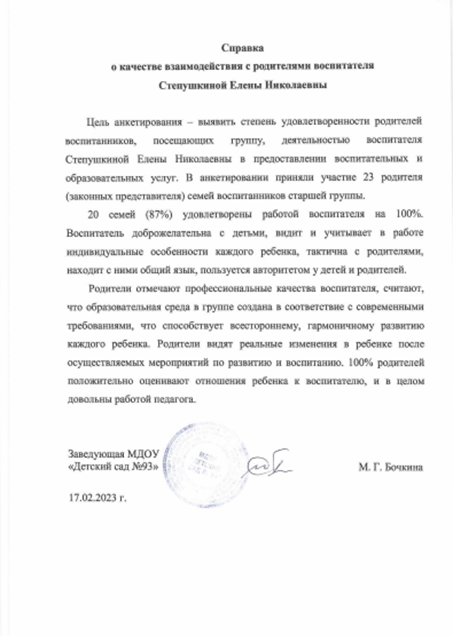 Справка
о качестве взаимодействия с родителями воспитателя
Степушкиной Елены Николаевны
Цель анкетирования – выявить степень удовлетворенности родителей
воспитанников, посещающих группу, деятельностью воспитателя
Степушкиной Елены Николаевны в предоставлении воспитательных и
образовательных услуг. В анкетировании приняли участие 23 родителя
(законных представителя) семей воспитанников старшей группы.
20 семей (87%) удовлетворены работой воспитателя на 100%.
Воспитатель доброжелательна с детьми, видит и учитывает в работе
индивидуальные особенности каждого ребенка, тактична с родителями,
находит с ними общий язык, пользуется авторитетом у детей и родителей.
Родители отмечают профессиональные качества воспитателя, считают,
что образовательная среда в группе создана в соответствие с современными
требованиями, что способствует всестороннему, гармоничному развитию
каждого ребенка. Родители видят реальные изменения в ребенке после
осуществляемых мероприятий по развитию и воспитанию. 100% родителей
положительно оценивают отношения ребенка к воспитателю, и в целом
довольны работой педагога.
Заведующая МДОУ
«Детский сад №93» М. Г. Бочкина
17.02.2023 г.